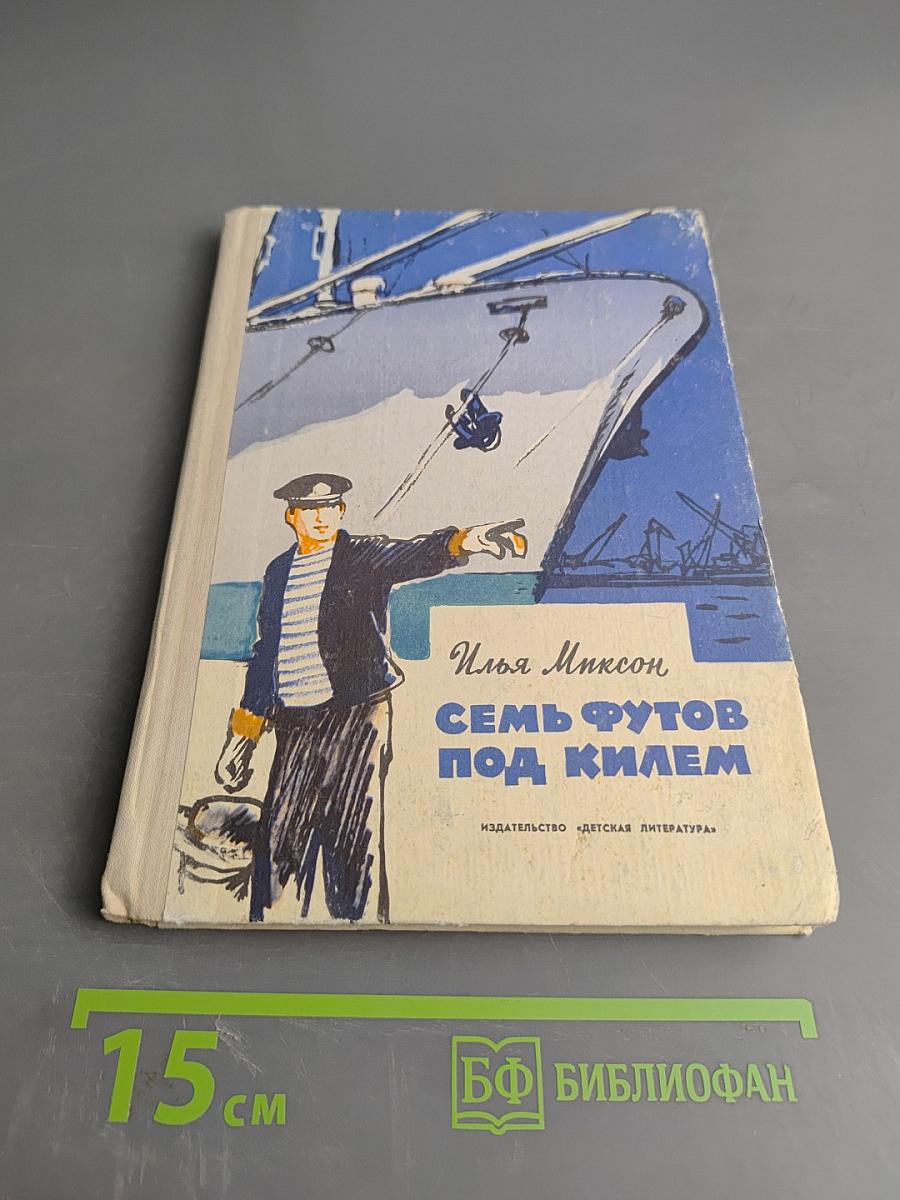 Илья Миксон
СЕМЬ ФУТОВ
ПОД КИЛЕМ
ИЗДАТЕЛЬСТВО «ДЕТСКАЯ ЛИТЕРАТУРА»
15 см
БФ БИБЛИОФАН